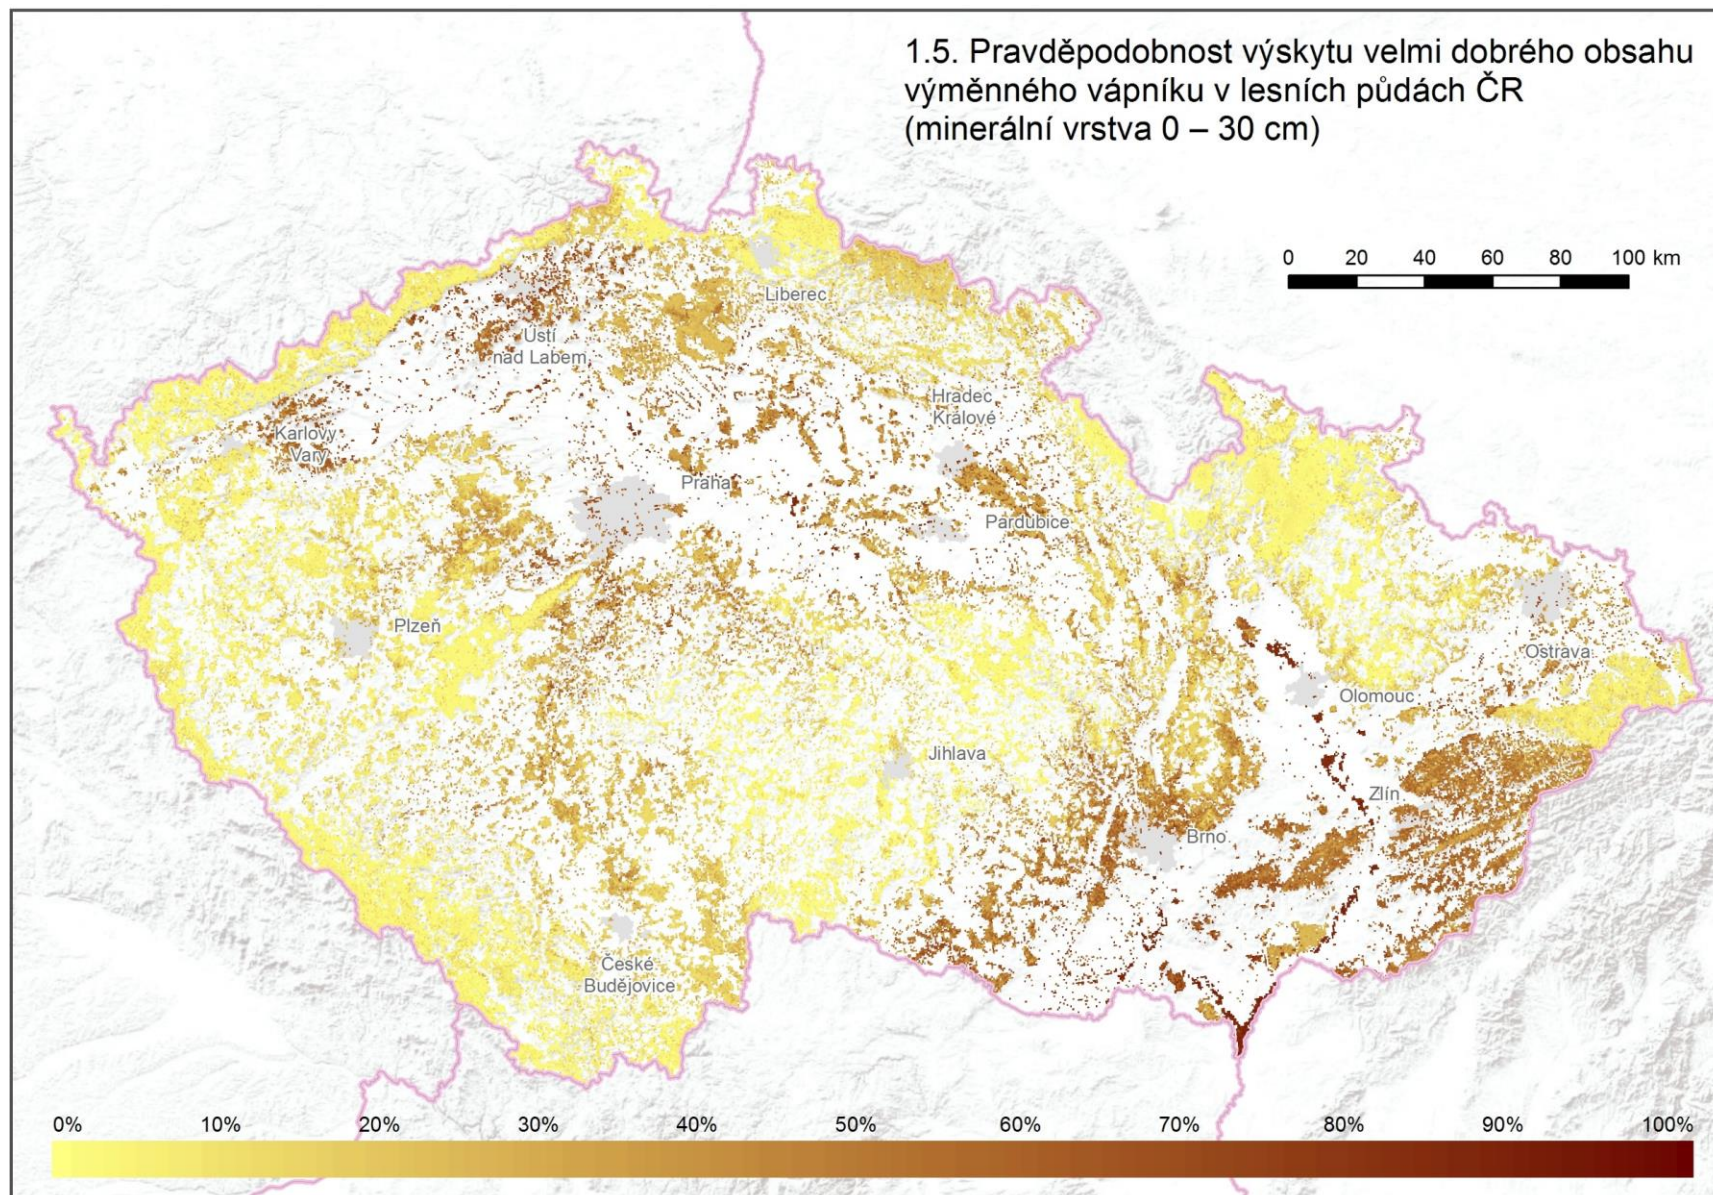 1.5. Pravděpodobnost výskytu velmi dobrého obsahu
výměnného vápníku v lesních půdách ČR
(minerální vrstva 0 – 30 cm)
0 20 40 60 80 100 km
Liberec
Ústí
nad Labem
Hradec
Králové
Karlovy
Vary
Praha
Pardubice
Plzeň
Ostrava
Olomouc
Jihlava
Zlín
Brno
České
Budějovice
0% 10% 20% 30% 40% 50% 60% 70% 80% 90% 100%